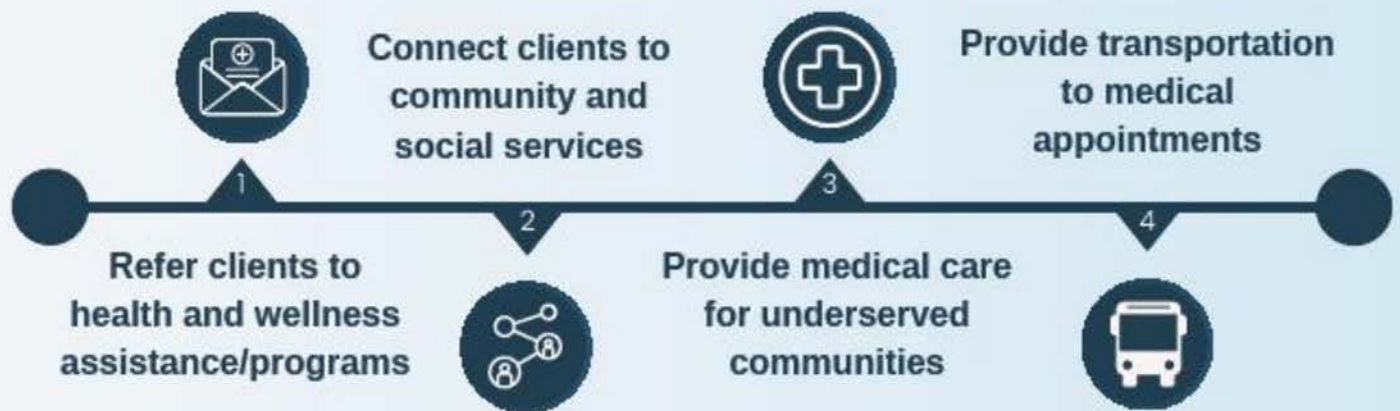 1
Refer clients to
health and wellness
assistance/programs
Connect clients to
community and
social services
2
3
Provide medical care
for underserved
communities
Provide transportation
to medical
appointments
4